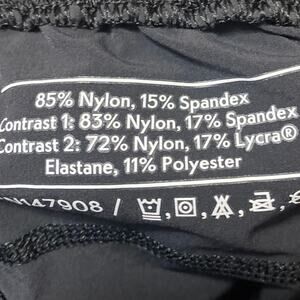 85% Nylon, 15% Spandex
Contrast 1: 83% Nylon, 17% Spandex
Contrast 2: 72% Nylon, 17% Lycra®
Elastane, 11% Polyester
147908 /